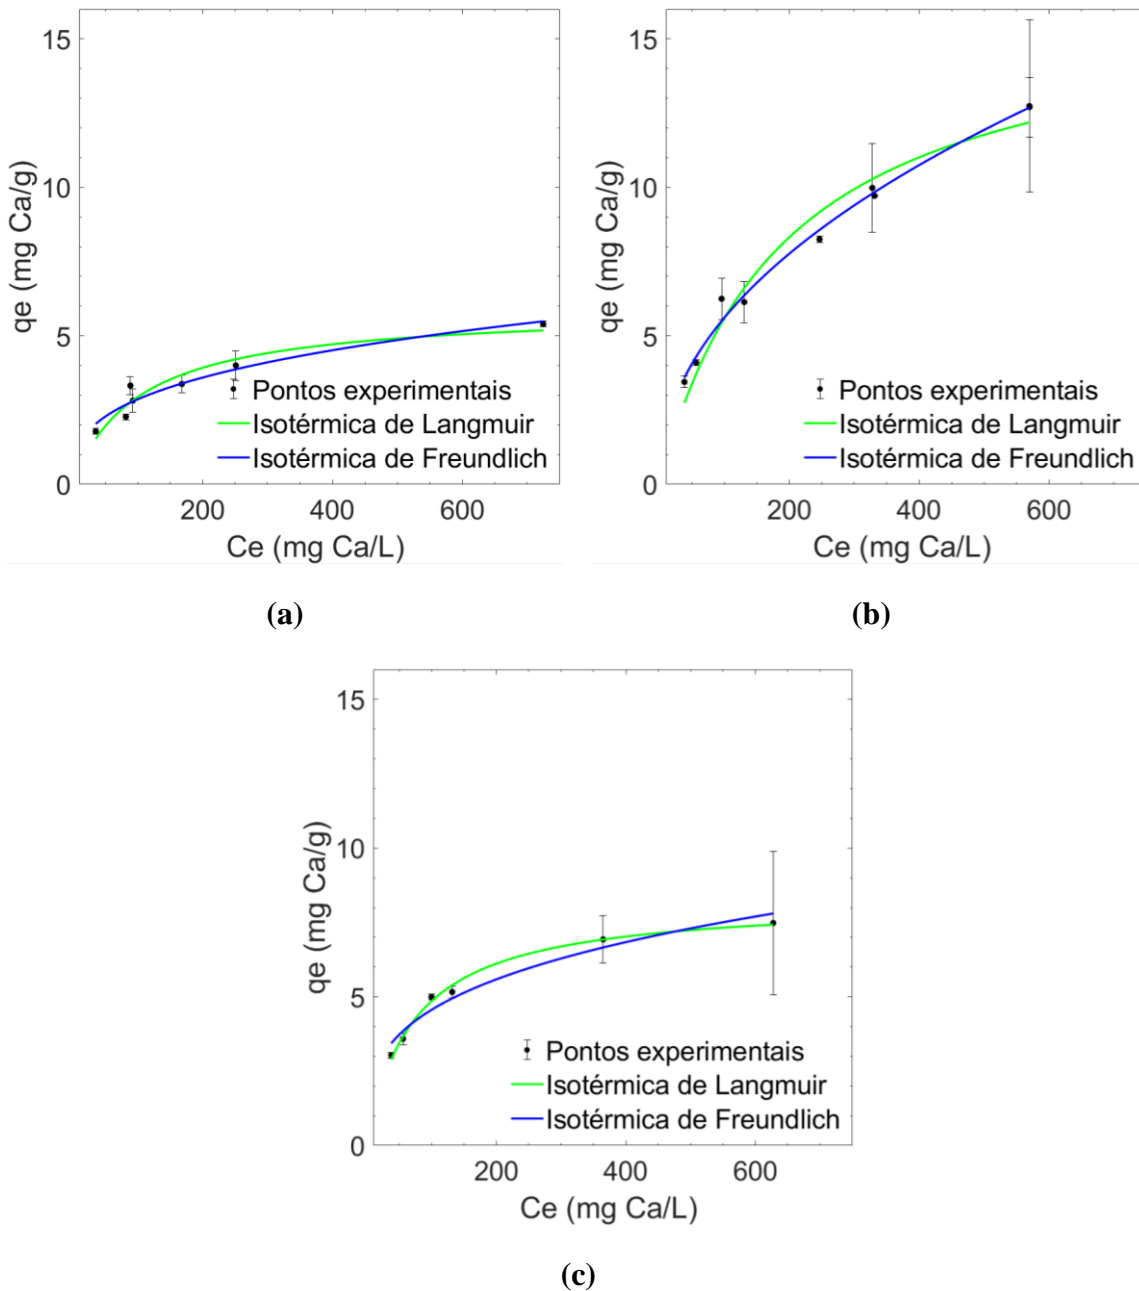 15
10
5
0
qe (mg Ca/g)
Pontos experimentais
Isotérmica de Langmuir
Isotérmica de Freundlich
200 400 600
Ce (mg Ca/L)
(a)
15
10
5
0
qe (mg Ca/g)
Pontos experimentais
Isotérmica de Langmuir
Isotérmica de Freundlich
200 400 600
Ce (mg Ca/L)
(b)
15
10
5
0
qe (mg Ca/g)
Pontos experimentais
Isotérmica de Langmuir
Isotérmica de Freundlich
200 400 600
Ce (mg Ca/L)
(c)